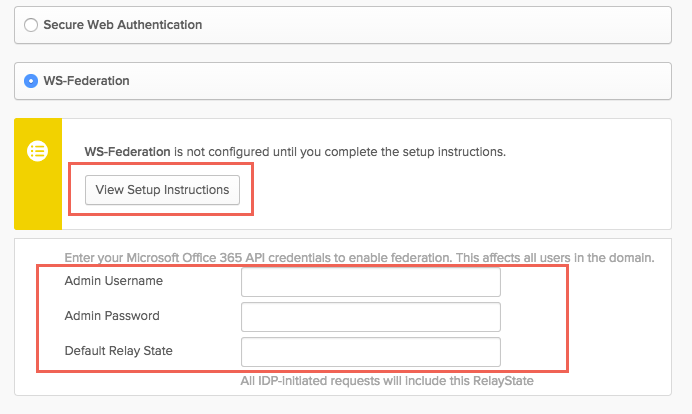 Secure Web Authentication
WS-Federation
WS-Federation is not configured until you complete the setup instructions.
View Setup Instructions
Enter your Microsoft Office 365 API credentials to enable federation. This affects all users in the domain.
Admin Username
Admin Password
Default Relay State
All IDP-initiated requests will include this RelayState